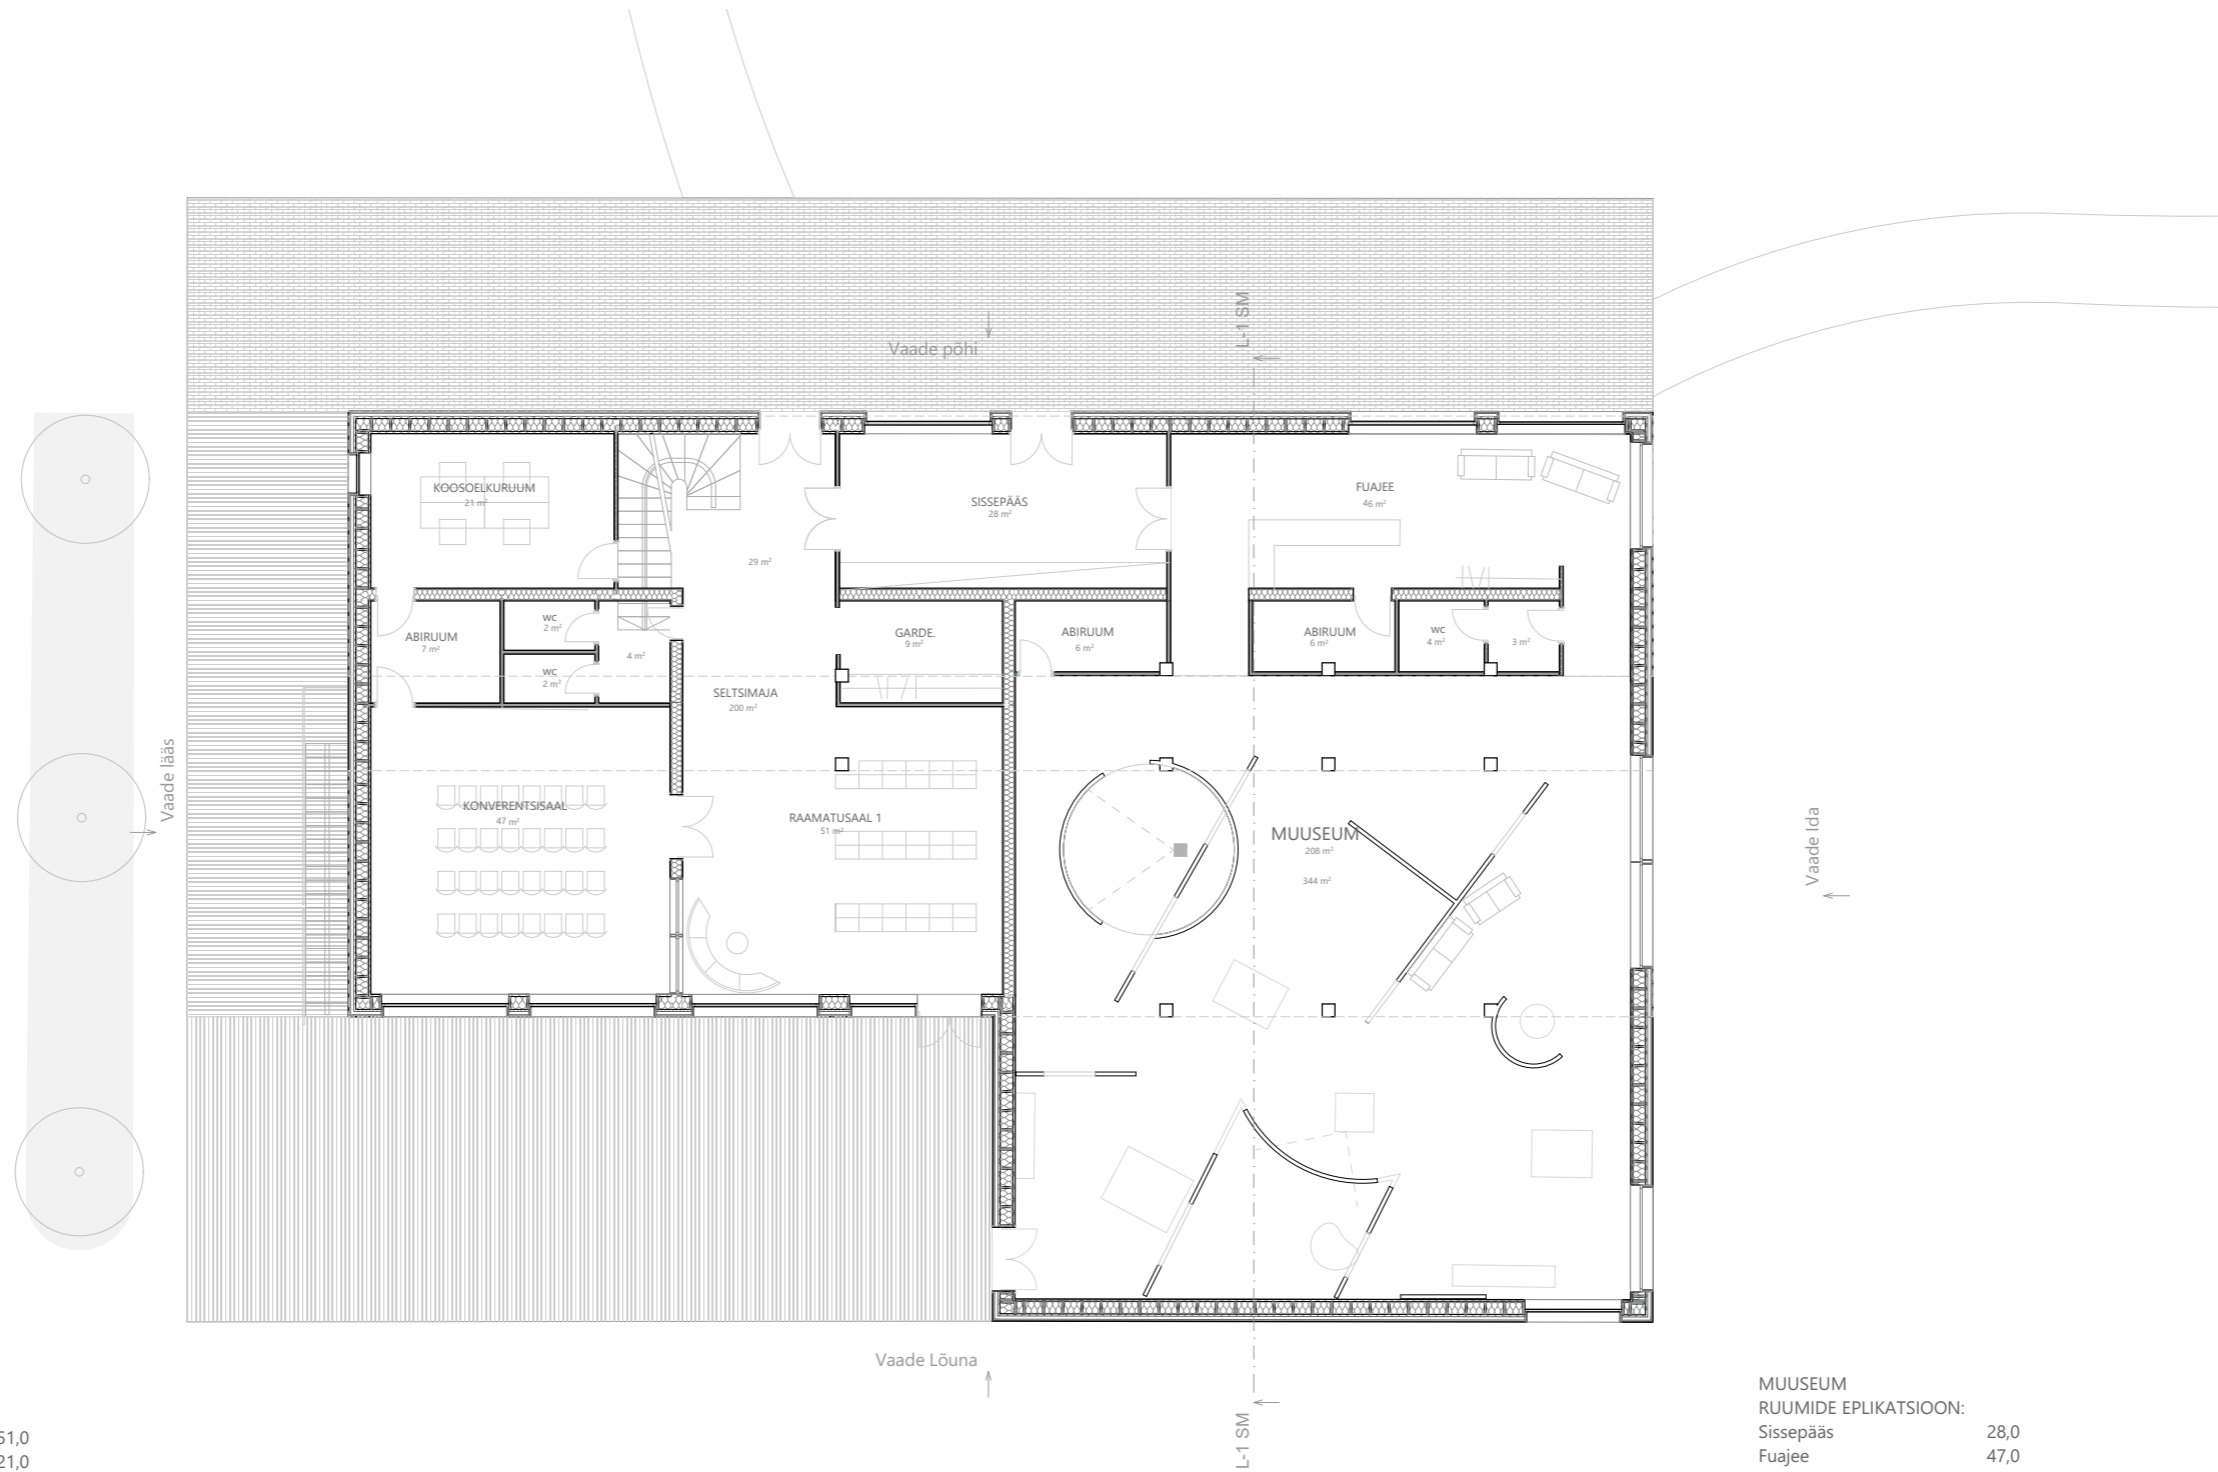 L-1 SM
Vaade põhi
KOOSOELKURUUM
21 m²
SISSEPÄÄS
28 m²
FUAJEE
46 m²
29 m²
ABIRUUM
7 m²
WC
2 m²
WC
2 m²
4 m²
GARDE.
9 m²
ABIRUUM
6 m²
ABIRUUM
6 m²
WC
4 m²
3 m²
SELTSIMAJA
200 m²
Vaade lääs
KONVERENTSISAAL
47 m²
RAAMATUSAAL 1
51 m²
MUUSEUM
208 m²
344 m²
Vaade Ida
Vaade Lõuna
L-1 SM
51,0
21,0
MUUSEUM
RUUMIDE EPLIKATSIOON:
Sissepääs 28,0
Fuajee 47,0